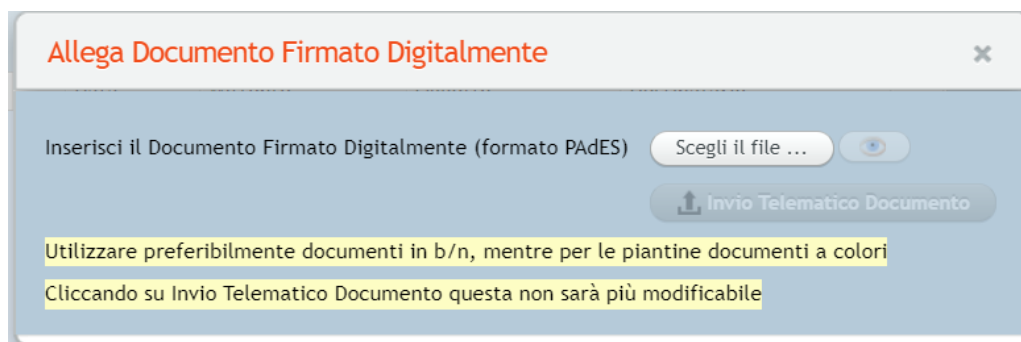 Allega Documento Firmato Digitalmente
Inserisci il Documento Firmato Digitalmente (formato PAdES) Scegli il file ...
Invio Telematico Documento
Utilizzare preferibilmente documenti in b/n, mentre per le piantine documenti a colori
Cliccando su Invio Telematico Documento questa non sarà più modificabile